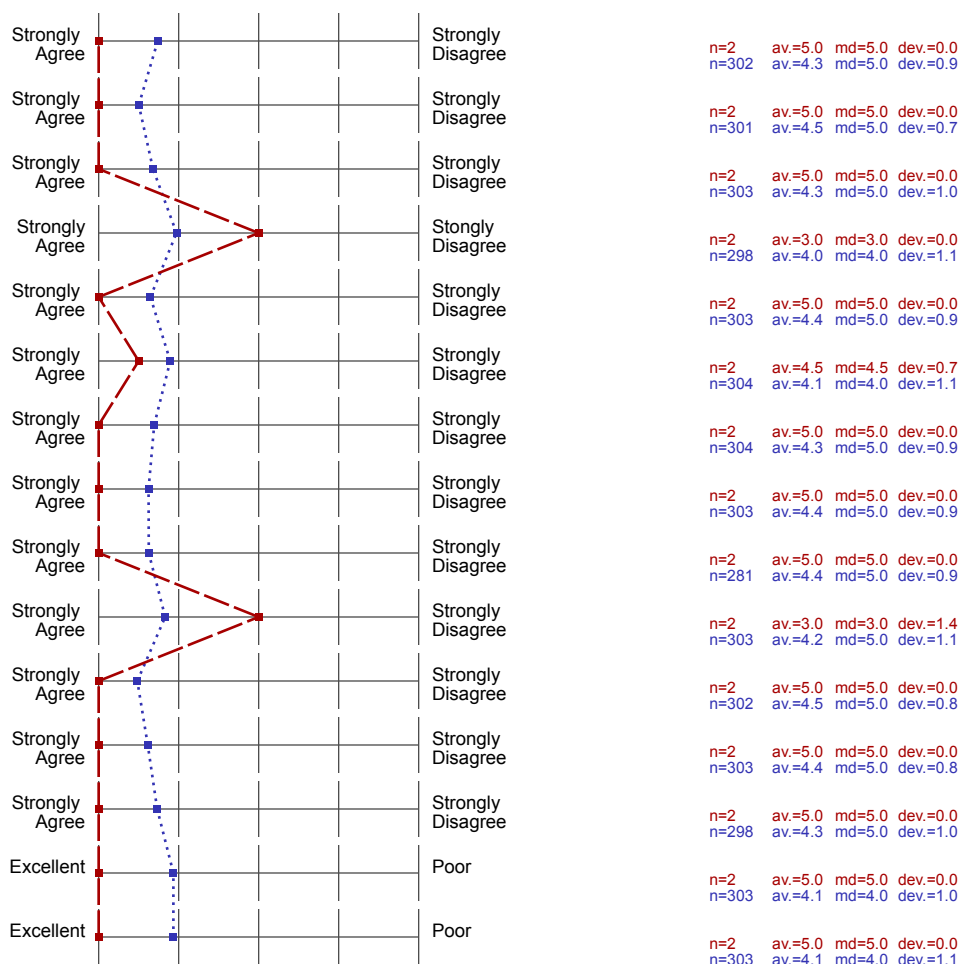 Strongly
Agree
Strongly
Disagree
n=2 av.=5.0 md=5.0 dev.=0.0
n=302 av.=4.3 md=5.0 dev.=0.9
Strongly
Agree
Strongly
Disagree
n=2 av.=5.0 md=5.0 dev.=0.0
n=301 av.=4.5 md=5.0 dev.=0.7
Strongly
Agree
Strongly
Disagree
n=2 av.=5.0 md=5.0 dev.=0.0
n=303 av.=4.3 md=5.0 dev.=1.0
Strongly
Agree
Stongly
Disagree
n=2 av.=3.0 md=3.0 dev.=0.0
n=298 av.=4.0 md=4.0 dev.=1.1
Strongly
Agree
Strongly
Disagree
n=2 av.=5.0 md=5.0 dev.=0.0
n=303 av.=4.4 md=5.0 dev.=0.9
Strongly
Agree
Strongly
Disagree
n=2 av.=4.5 md=4.5 dev.=0.7
n=304 av.=4.1 md=4.0 dev.=1.1
Strongly
Agree
Strongly
Disagree
n=2 av.=5.0 md=5.0 dev.=0.0
n=304 av.=4.3 md=5.0 dev.=0.9
Strongly
Agree
Strongly
Disagree
n=2 av.=5.0 md=5.0 dev.=0.0
n=303 av.=4.4 md=5.0 dev.=0.9
Strongly
Agree
Strongly
Disagree
n=2 av.=5.0 md=5.0 dev.=0.0
n=281 av.=4.4 md=5.0 dev.=0.9
Strongly
Agree
Strongly
Disagree
n=2 av.=3.0 md=3.0 dev.=1.4
n=303 av.=4.2 md=5.0 dev.=1.1
Strongly
Agree
Strongly
Disagree
n=2 av.=5.0 md=5.0 dev.=0.0
n=302 av.=4.5 md=5.0 dev.=0.8
Strongly
Agree
Strongly
Disagree
n=2 av.=5.0 md=5.0 dev.=0.0
n=303 av.=4.4 md=5.0 dev.=0.8
Strongly
Agree
Strongly
Disagree
n=2 av.=5.0 md=5.0 dev.=0.0
n=298 av.=4.3 md=5.0 dev.=1.0
Excellent
Poor
n=2 av.=5.0 md=5.0 dev.=0.0
n=303 av.=4.1 md=4.0 dev.=1.0
Excellent
Poor
n=2 av.=5.0 md=5.0 dev.=0.0
n=303 av.=4.1 md=4.0 dev.=1.1